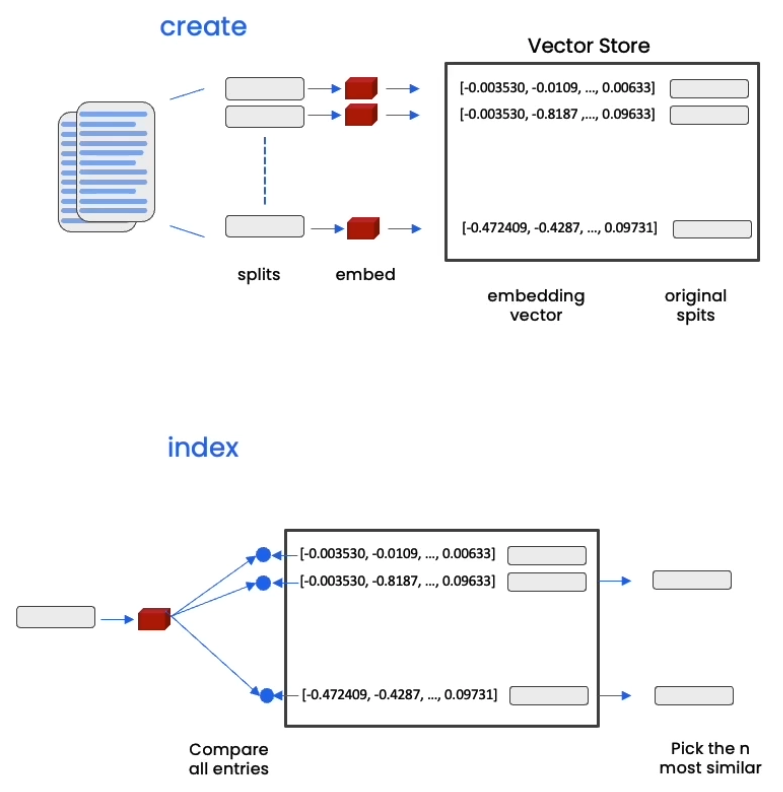 create
Vector Store
[-0.003530, -0.0109, ..., 0.00633]
[-0.003530, -0.8187 ,..., 0.09633]
[-0.472409, -0.4287, ..., 0.09731]
splits
embed
embedding
vector
original
spits
index
[-0.003530, -0.0109, ..., 0.00633]
[-0.003530, -0.8187, ..., 0.09633]
[-0.472409, -0.4287, ..., 0.09731]
Compare
all entries
Pick the n
most similar